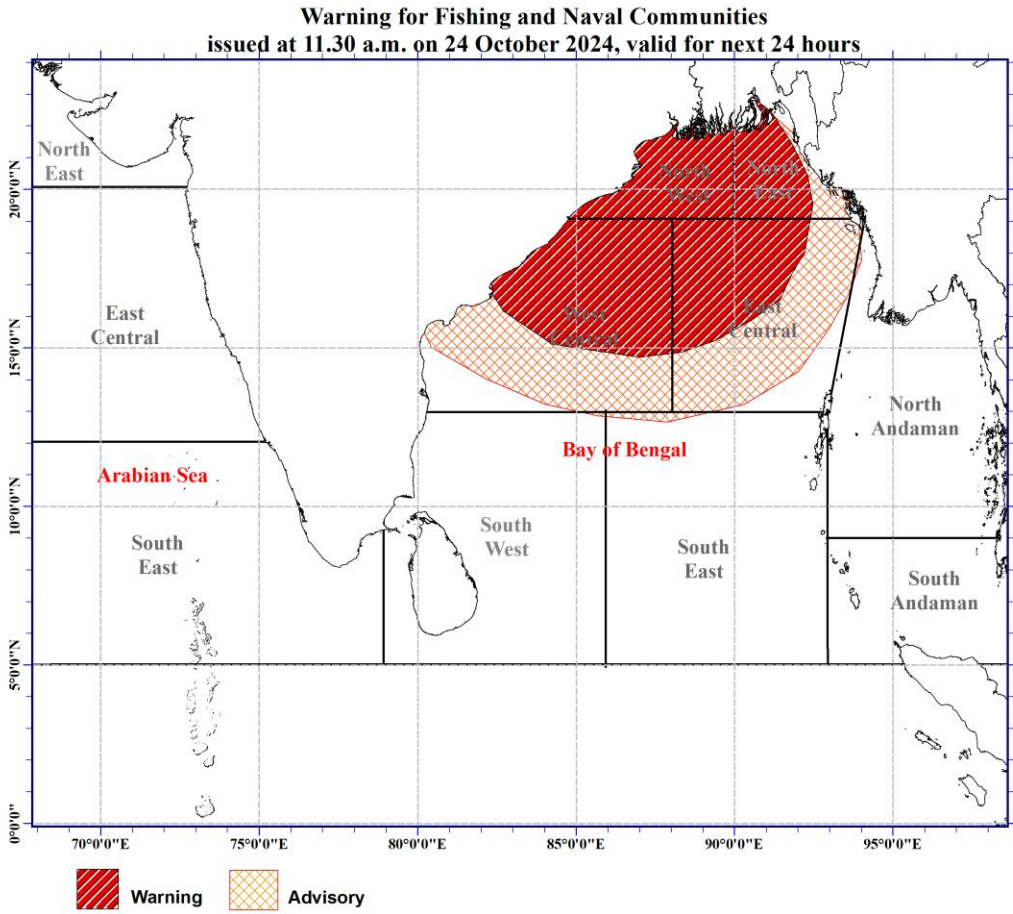 Warning for Fishing and Naval Communities
issued at 11.30 a.m. on 24 October 2024, valid for next 24 hours
North
East
North
West
North
East
East
Central
West
Central
East
Central
North
Andaman
Arabian Sea
Bay of Bengal
South
East
South
West
South
East
South
Andaman
20°0'0"N
15°0'0"N
10°0'0"N
5°0'0"N
0°0'0"
70°0'0"E
75°0'0"E
80°0'0"E
85°0'0"E
90°0'0"E
95°0'0"E
Warning
Advisory